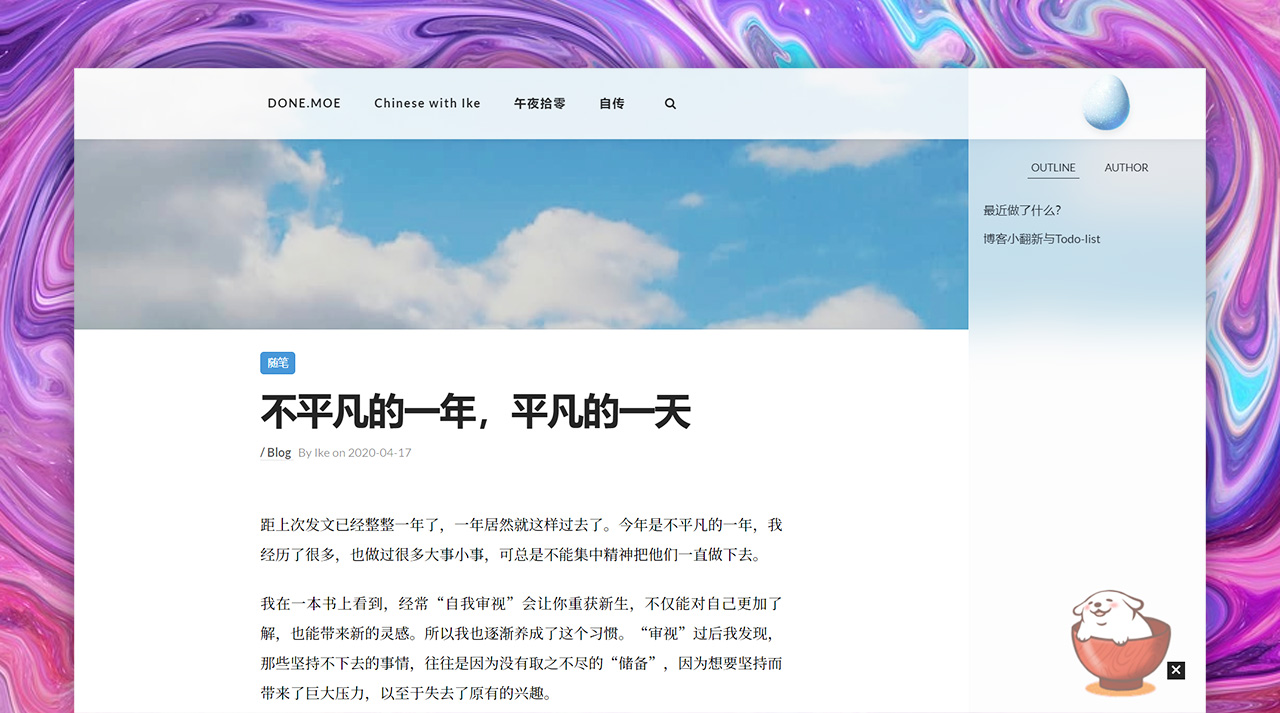 DONE.MOE Chinese with Ike 午夜拾零 自传
OUTLINE AUTHOR
最近做了什么?
博客小翻新与Todo-list
随笔
不平凡的一年，平凡的一天
/ Blog By Ike on 2020-04-17
距上次发文已经整整一年了，一年居然就这样过去了。今年是不平凡的一年，我
经历了很多，也做过很多大事小事，可总是不能集中精神把他们一直做下去。
我在一本书上看到，经常“自我审视”会让你重获新生，不仅能对自己更加了
解，也能带来新的灵感。所以我也逐渐养成了这个习惯。“审视”过后我发现，
那些坚持不下去的事情，往往是因为没有取之不尽的“储备”，因为想要坚持而
带来了巨大压力，以至于失去了原有的兴趣。